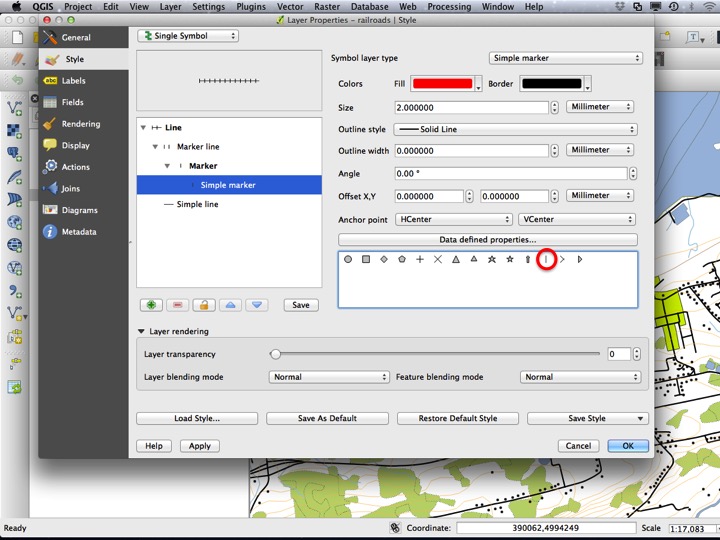 QGIS Project Edit View Layer Settings Plugins Vector Raster Database Web Processing Window Help
Layer Properties - railroads | Style
General
Style
abc Labels
Fields
Rendering
Display
Actions
Joins
Diagrams
Metadata
Single Symbol
Line
Marker line
Marker
Simple marker
Simple line
Save
Symbol layer type Simple marker
Colors Fill Border
Size 2.000000 Millimeter
Outline style Solid Line
Outline width 0.000000 Millimeter
Angle 0.00 °
Offset X,Y 0.000000 0.000000 Millimeter
Anchor point HCenter VCenter
Data defined properties...
Layer rendering
Layer transparency 0
Layer blending mode Normal Feature blending mode Normal
Load Style... Save As Default Restore Default Style Save Style
Help Apply Cancel OK
Ready Coordinate: 390062,4994249 Scale 1:17,083